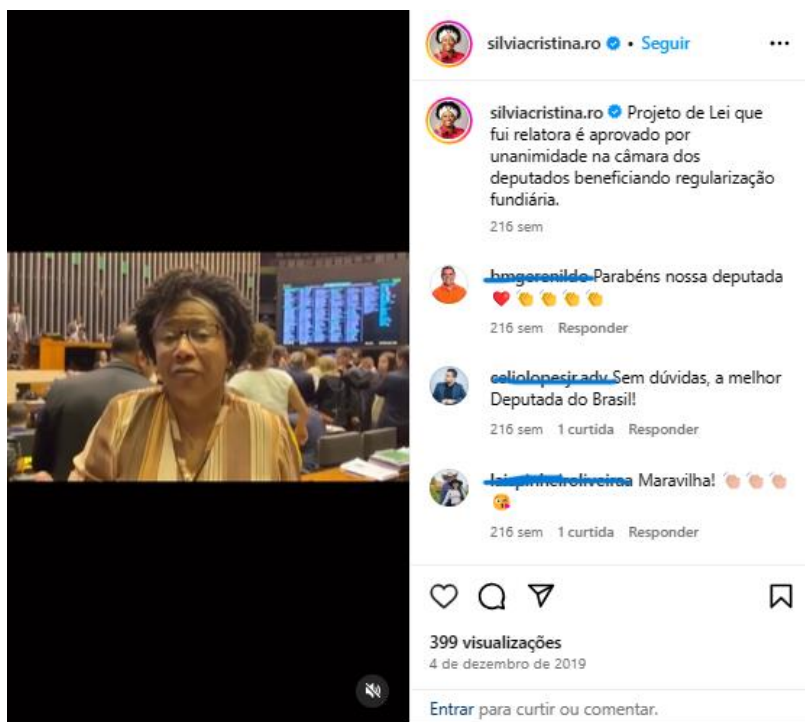 silviacristina.ro • Seguir
silviacristina.ro Projeto de Lei que
fui relatora é aprovado por
unanimidade na câmara dos
deputados beneficiando regularização
fundiária.
216 sem
Parabéns nossa deputada
❤️👏👏👏👏
216 sem Responder
Sem dúvidas, a melhor
Deputada do Brasil!
216 sem 1 curtida Responder
Maravilha! 👏🏻👏🏻👏🏻
😘
216 sem 1 curtida Responder
399 visualizações
4 de dezembro de 2019
Entrar para curtir ou comentar.